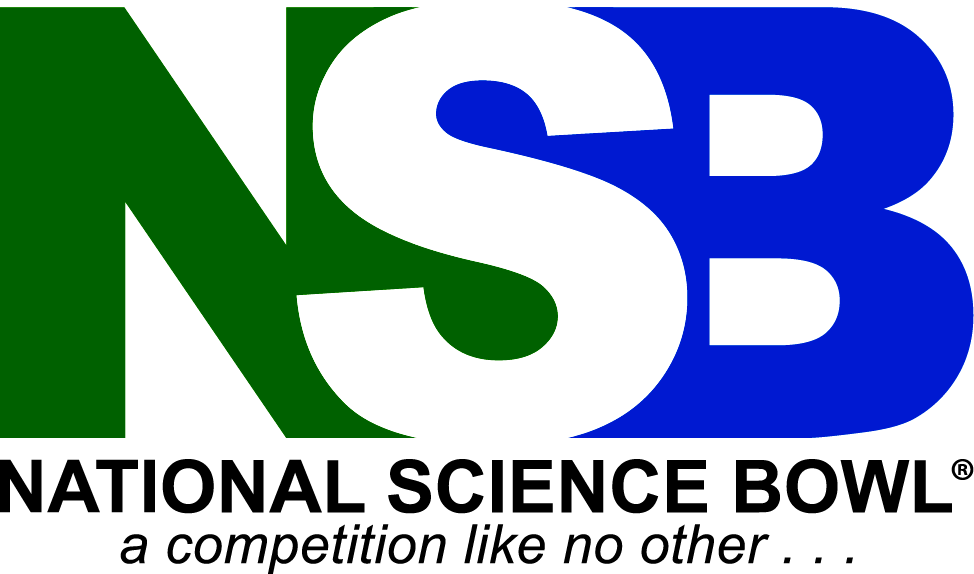 NSB
NATIONAL SCIENCE BOWL®
a competition like no other . . .